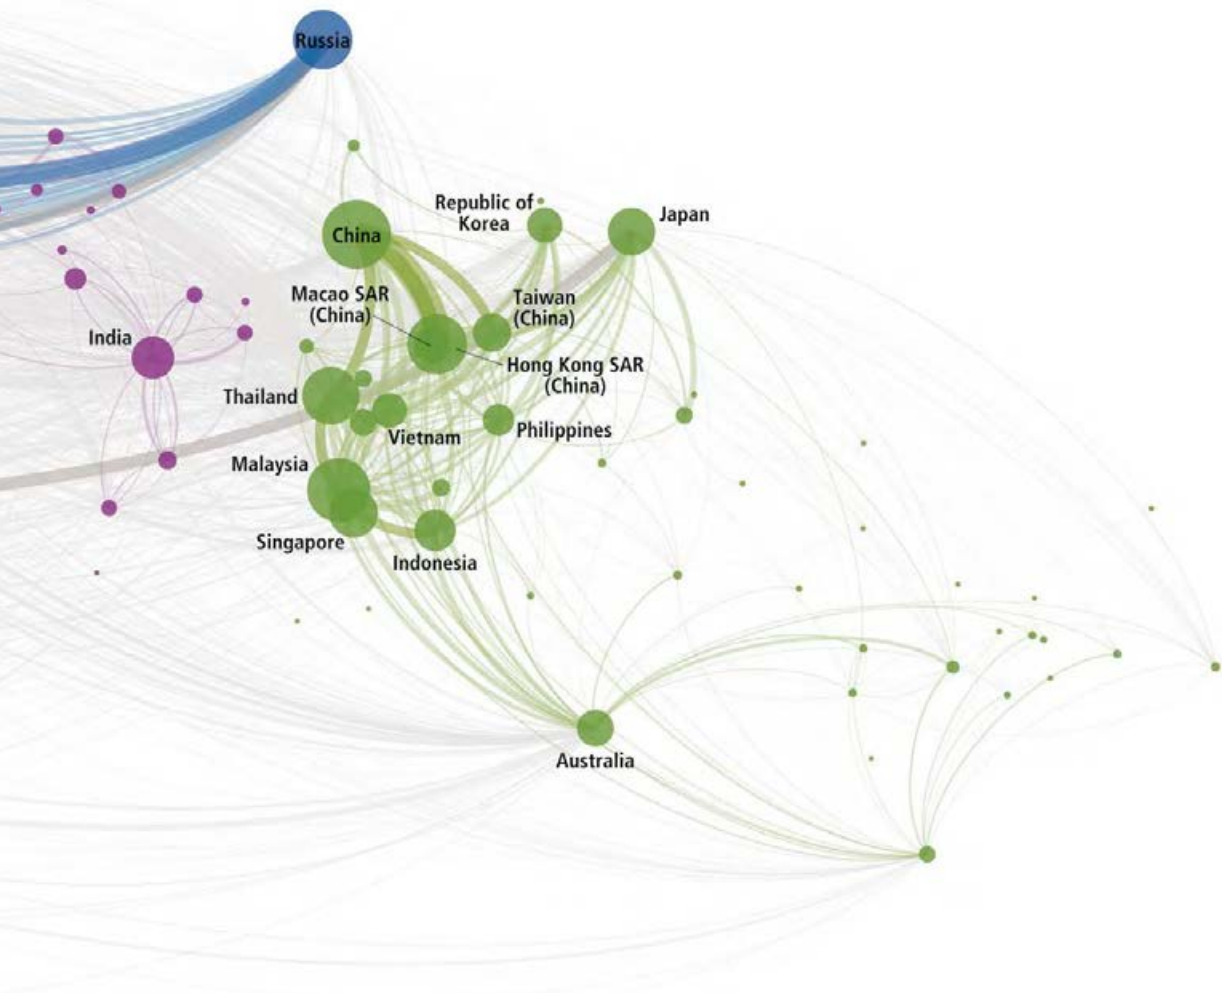 Russia
Republic of
Korea
Japan
China
Macao SAR
(China)
Taiwan
(China)
India
Hong Kong SAR
(China)
Thailand
Vietnam
Philippines
Malaysia
Singapore
Indonesia
Australia